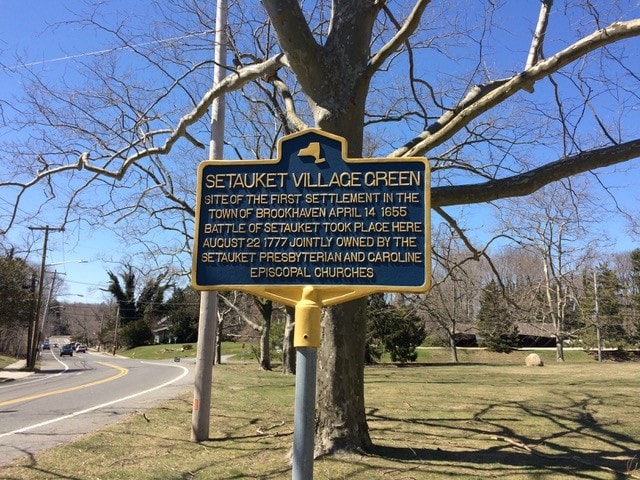 SETAUKET VILLAGE GREEN
SITE OF THE FIRST SETTLEMENT IN THE
TOWN OF BROOKHAVEN APRIL 14 1655
BATTLE OF SETAUKET TOOK PLACE HERE
AUGUST 22 1777 JOINTLY OWNED BY THE
SETAUKET PRESBYTERIAN AND CAROLINE
EPISCOPAL CHURCHES